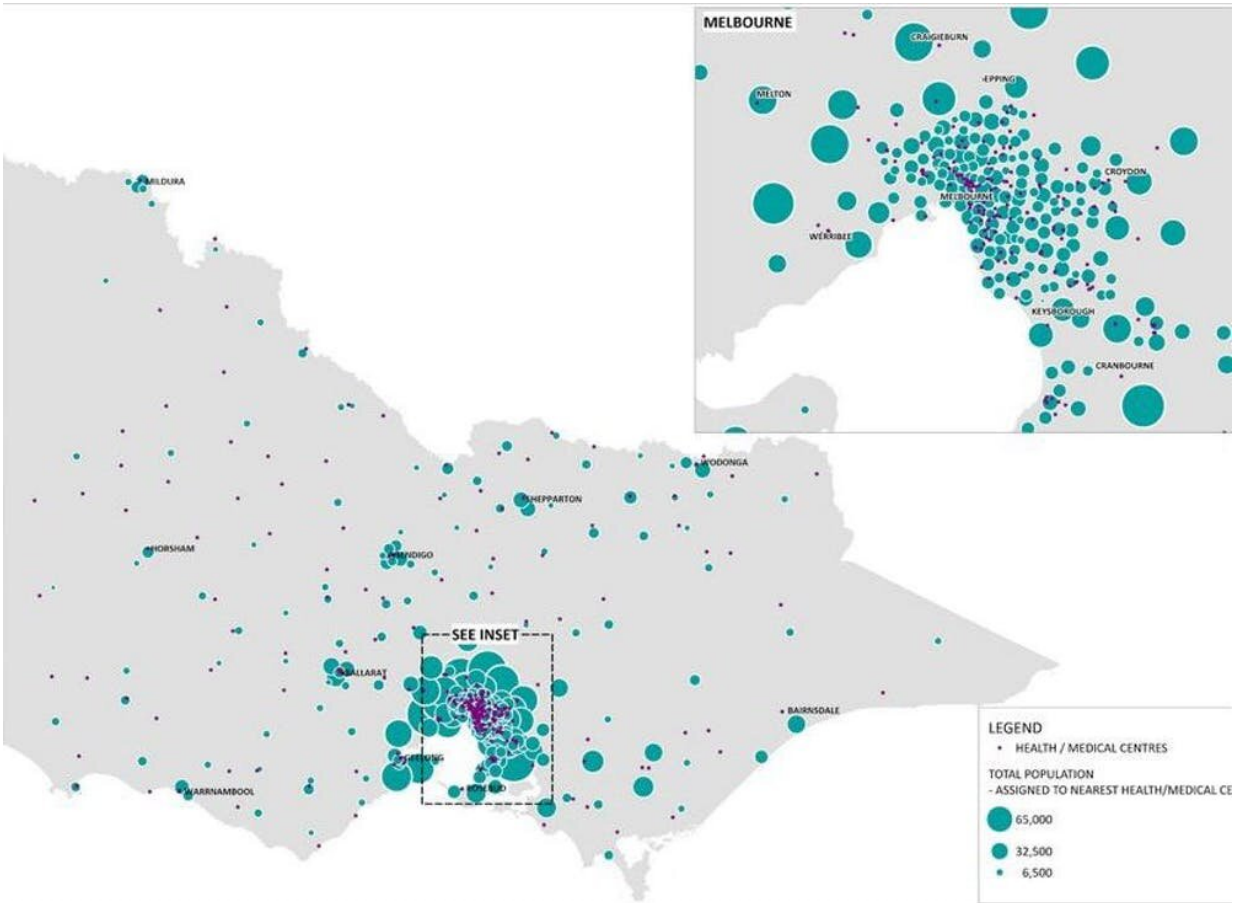 MELBOURNE
CRAIGIEBURN
EPPING
MELTON
CROYDON
MELBOURNE
WERRIBEE
KEYSBOROUGH
CRANBOURNE
MILDURA
WODONGA
SHEPPARTON
HORSHAM
BENDIGO
SEE INSET
BALLARAT
BAIRNSDALE
GEELONG
ROSEBUD
WARRNAMBOOL
LEGEND
HEALTH / MEDICAL CENTRES
TOTAL POPULATION
- ASSIGNED TO NEAREST HEALTH/MEDICAL CE
65,000
32,500
6,500